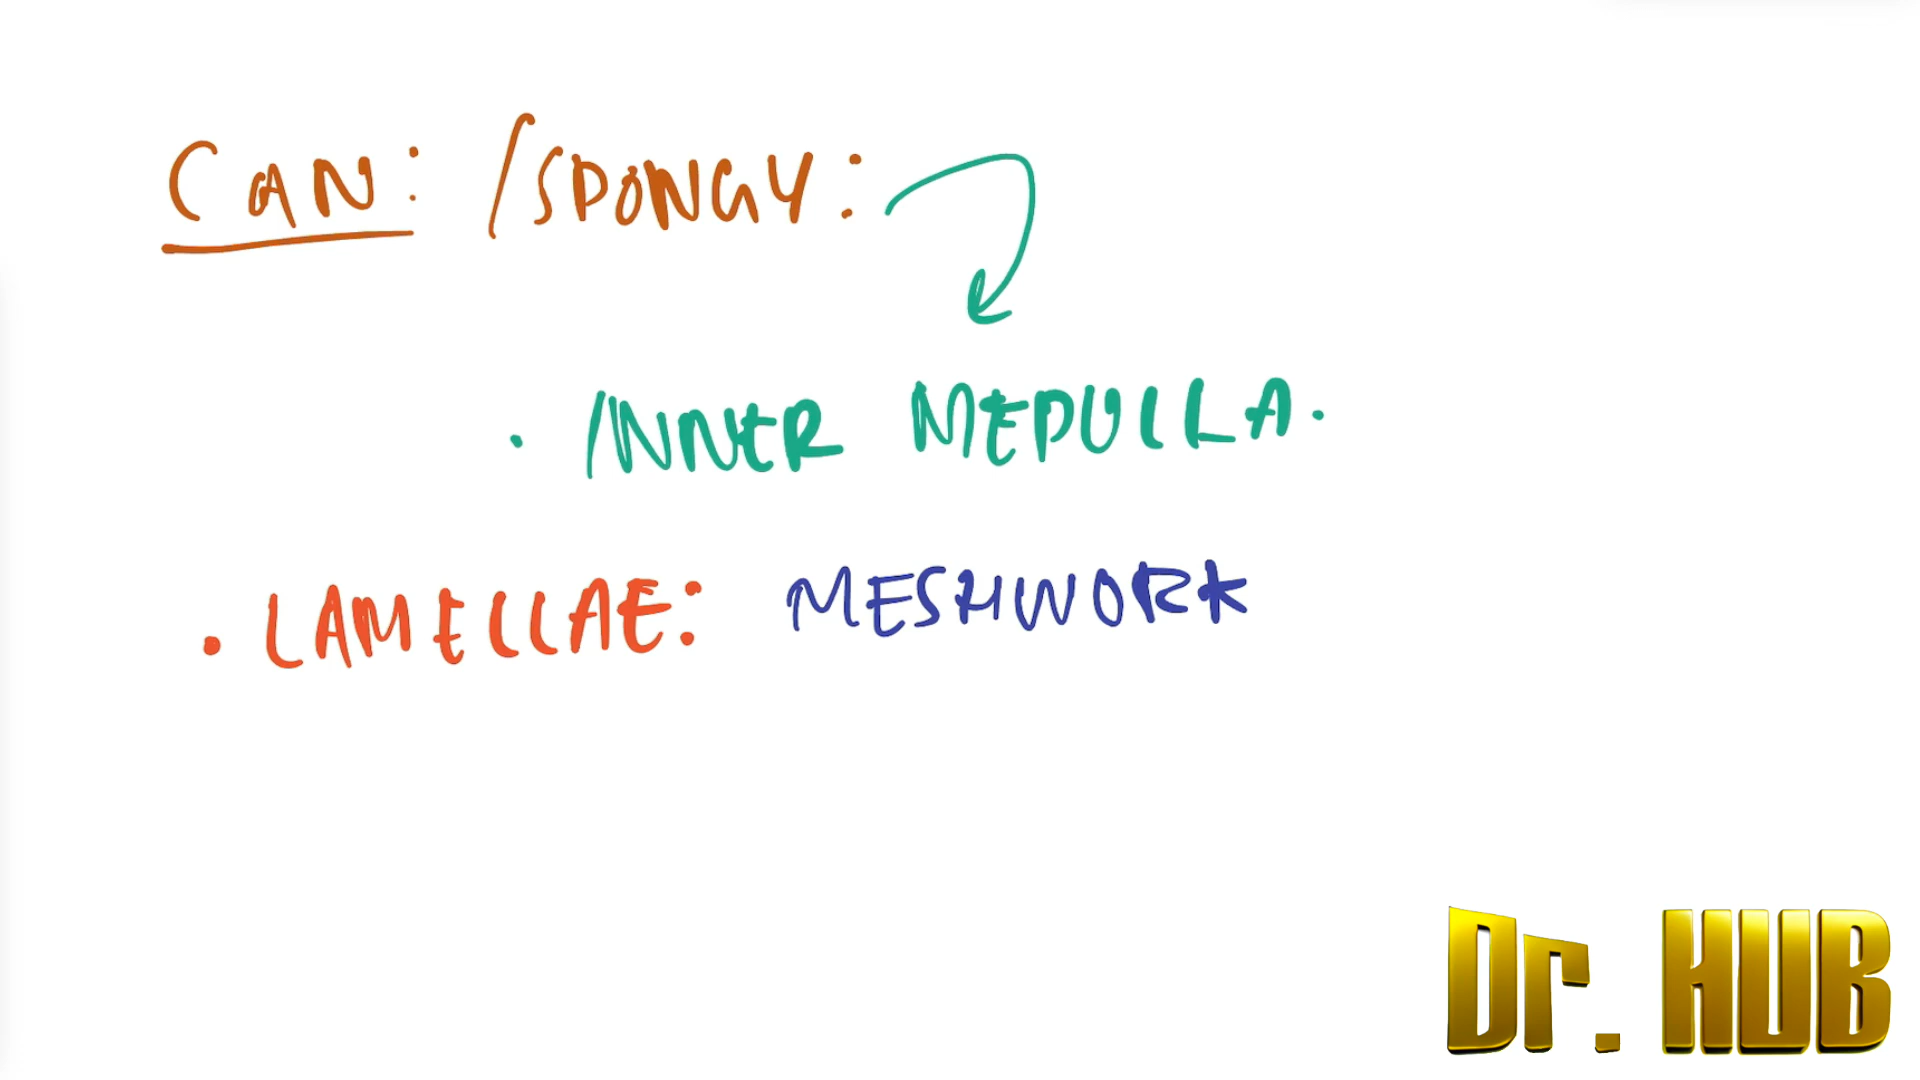 CAN: /SPONGY:
· INNER MEDULLA.
· LAMELLAE: MESHWORK
Dr. HUB